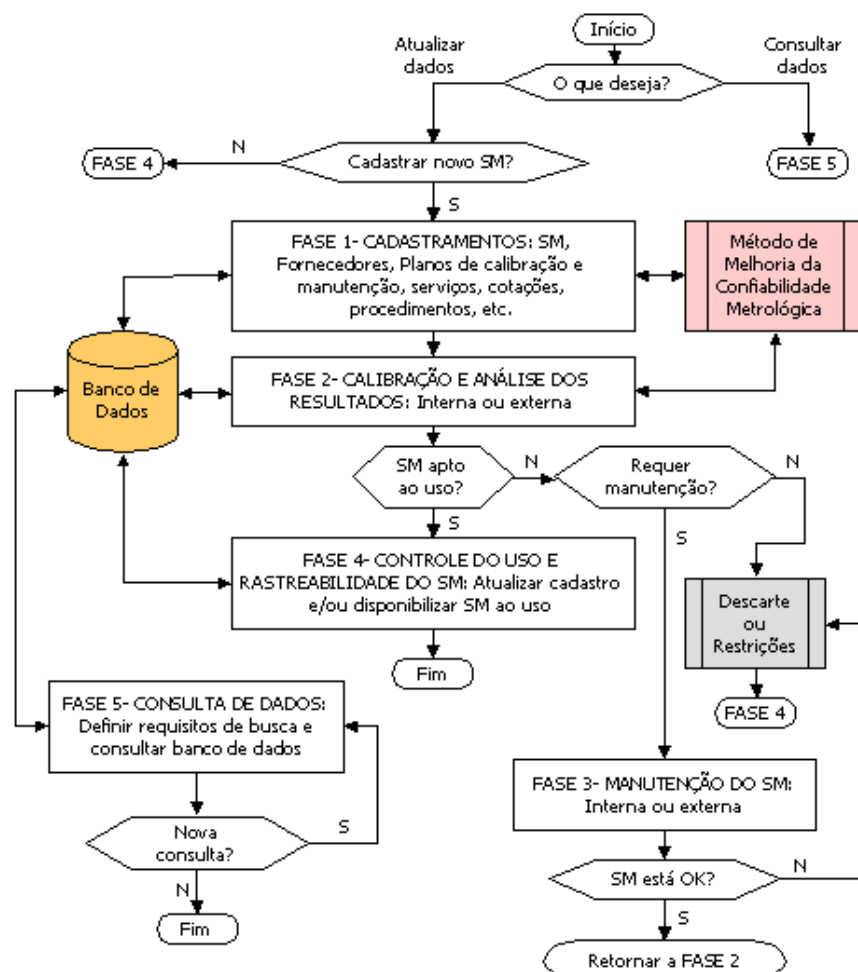 Início
Atualizar
dados
Consultar
dados
O que deseja?
FASE 4
N
Cadastrar novo SM?
FASE 5
S
FASE 1- CADASTRAMENTOS: SM,
Fornecedores, Planos de calibração e
manutenção, serviços, cotações,
procedimentos, etc.
Método de
Melhoria da
Confiabilidade
Metrológica
Banco de
Dados
FASE 2- CALIBRAÇÃO E ANÁLISE DOS
RESULTADOS: Interna ou externa
SM apto
ao uso?
N
Requer
manutenção?
N
S
S
FASE 4- CONTROLE DO USO E
RASTREABILIDADE DO SM: Atualizar cadastro
e/ou disponibilizar SM ao uso
Descarte
ou
Restrições
Fim
FASE 4
FASE 5- CONSULTA DE DADOS:
Definir requisitos de busca e
consultar banco de dados
FASE 3- MANUTENÇÃO DO SM:
Interna ou externa
Nova
consulta?
S
N
Fim
SM está OK?
N
S
Retornar a FASE 2